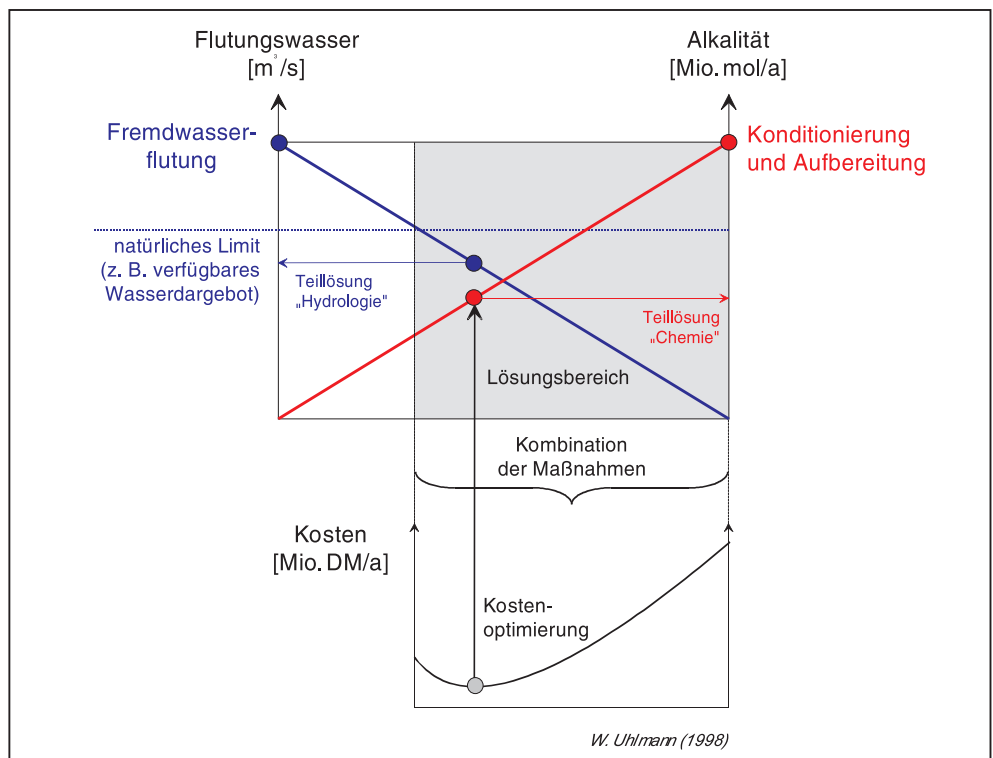 Flutungswasser
[m³/s]
Alkalität
[Mio. mol/a]
Fremdwasser-
flutung
Konditionierung
und Aufbereitung
natürliches Limit
(z. B. verfügbares
Wasserdargebot)
Teillösung
„Hydrologie"
Teillösung
„Chemie"
Lösungsbereich
Kombination
der Maßnahmen
Kosten
[Mio. DM/a]
Kosten-
optimierung
W. Uhlmann (1998)